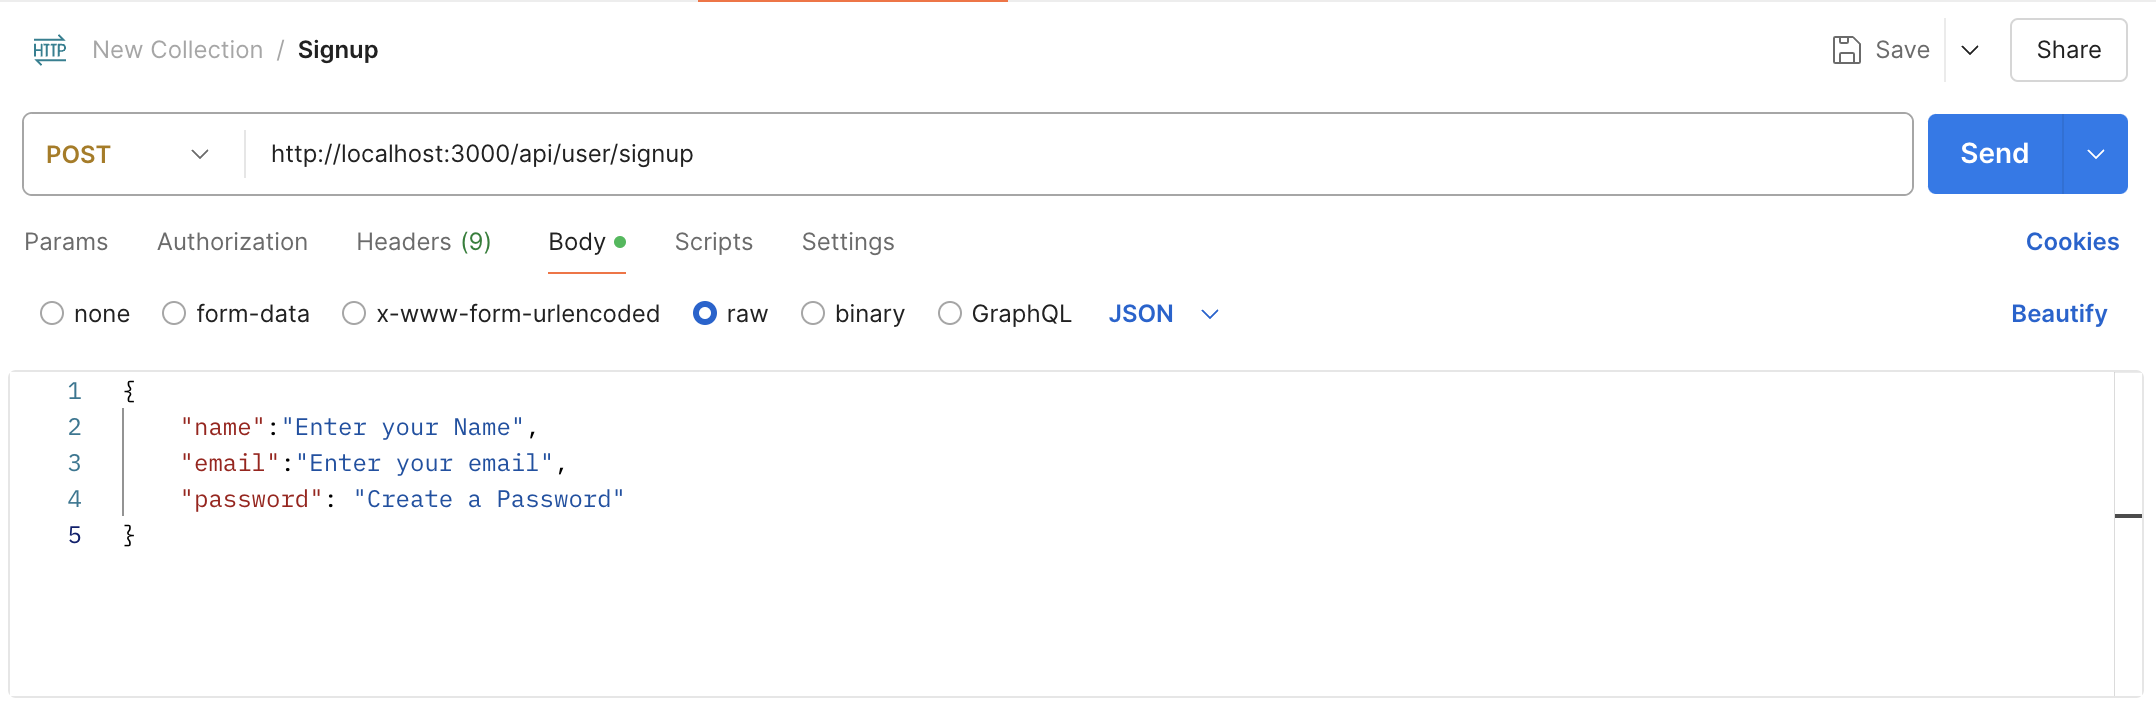 HTTP New Collection / Signup Save Share
POST http://localhost:3000/api/user/signup Send
Params Authorization Headers (9) Body Scripts Settings Cookies
none form-data x-www-form-urlencoded raw binary GraphQL JSON Beautify
1 {
2 "name":"Enter your Name",
3 "email":"Enter your email",
4 "password": "Create a Password"
5 }